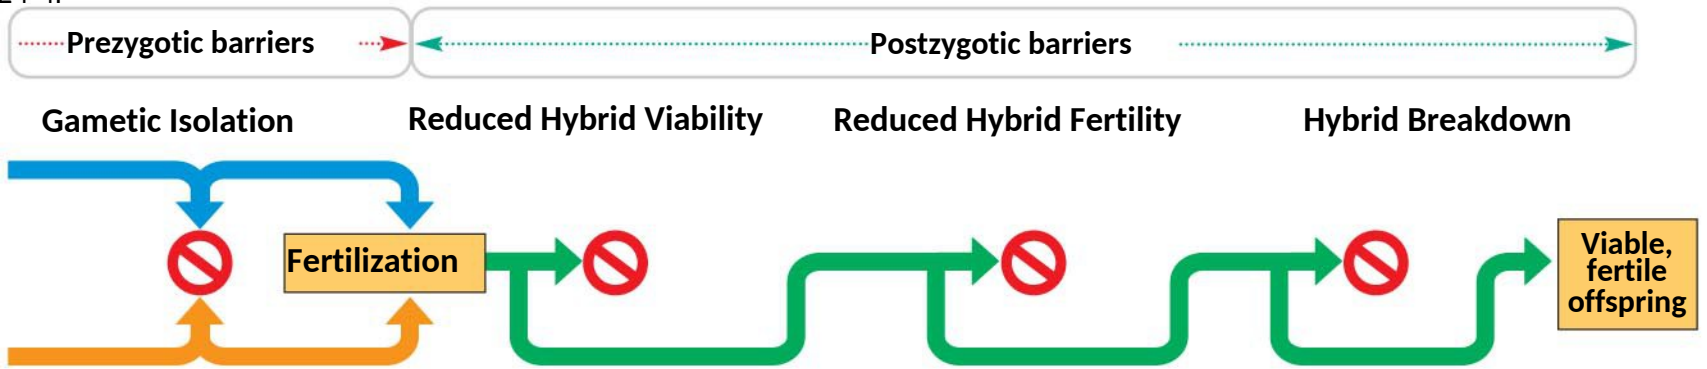 Prezygotic barriers
Postzygotic barriers
Gametic Isolation
Reduced Hybrid Viability
Reduced Hybrid Fertility
Hybrid Breakdown
Fertilization
Viable,
fertile
offspring